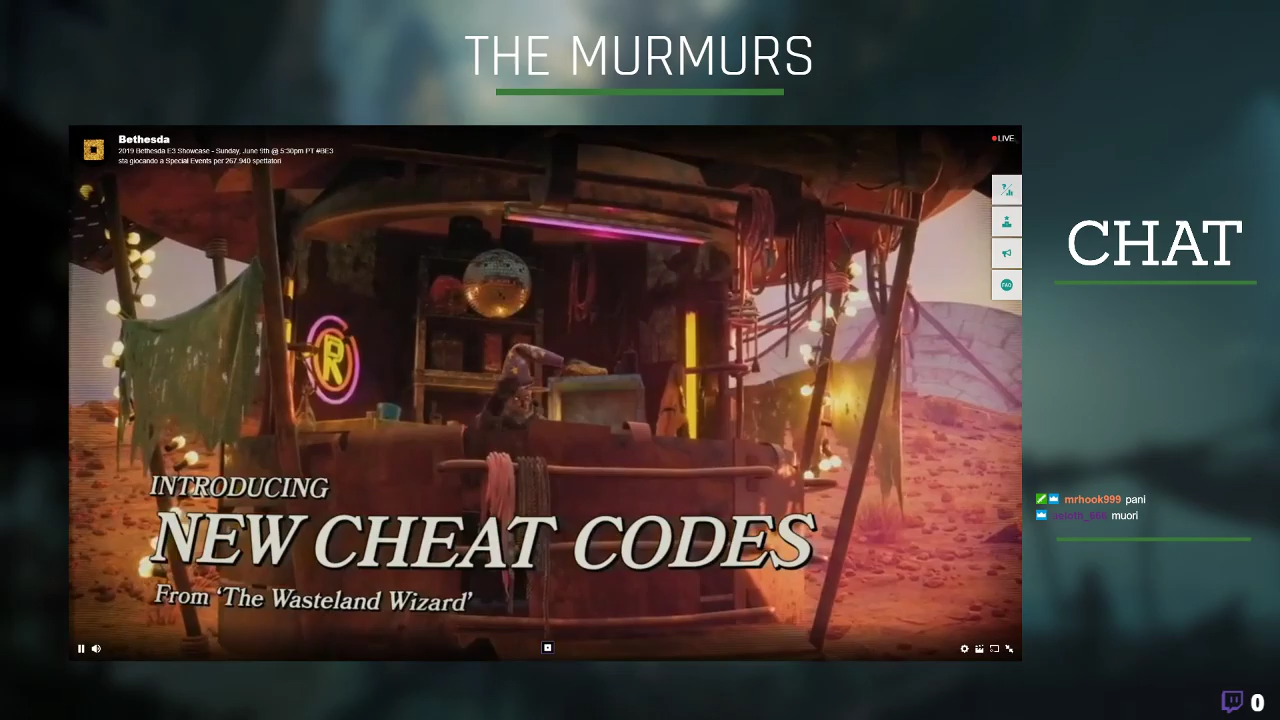 THE MURMURS
Bethesda
2019 Bethesda E3 Showcase - Sunday, June 9th @ 5:30pm PT #BE3
sta giocando a Special Events per 267.940 spettatori
LIVE
FAQ
CHAT
R
INTRODUCING
NEW CHEAT CODES
From 'The Wasteland Wizard'
mrhook999 pani
muori
0